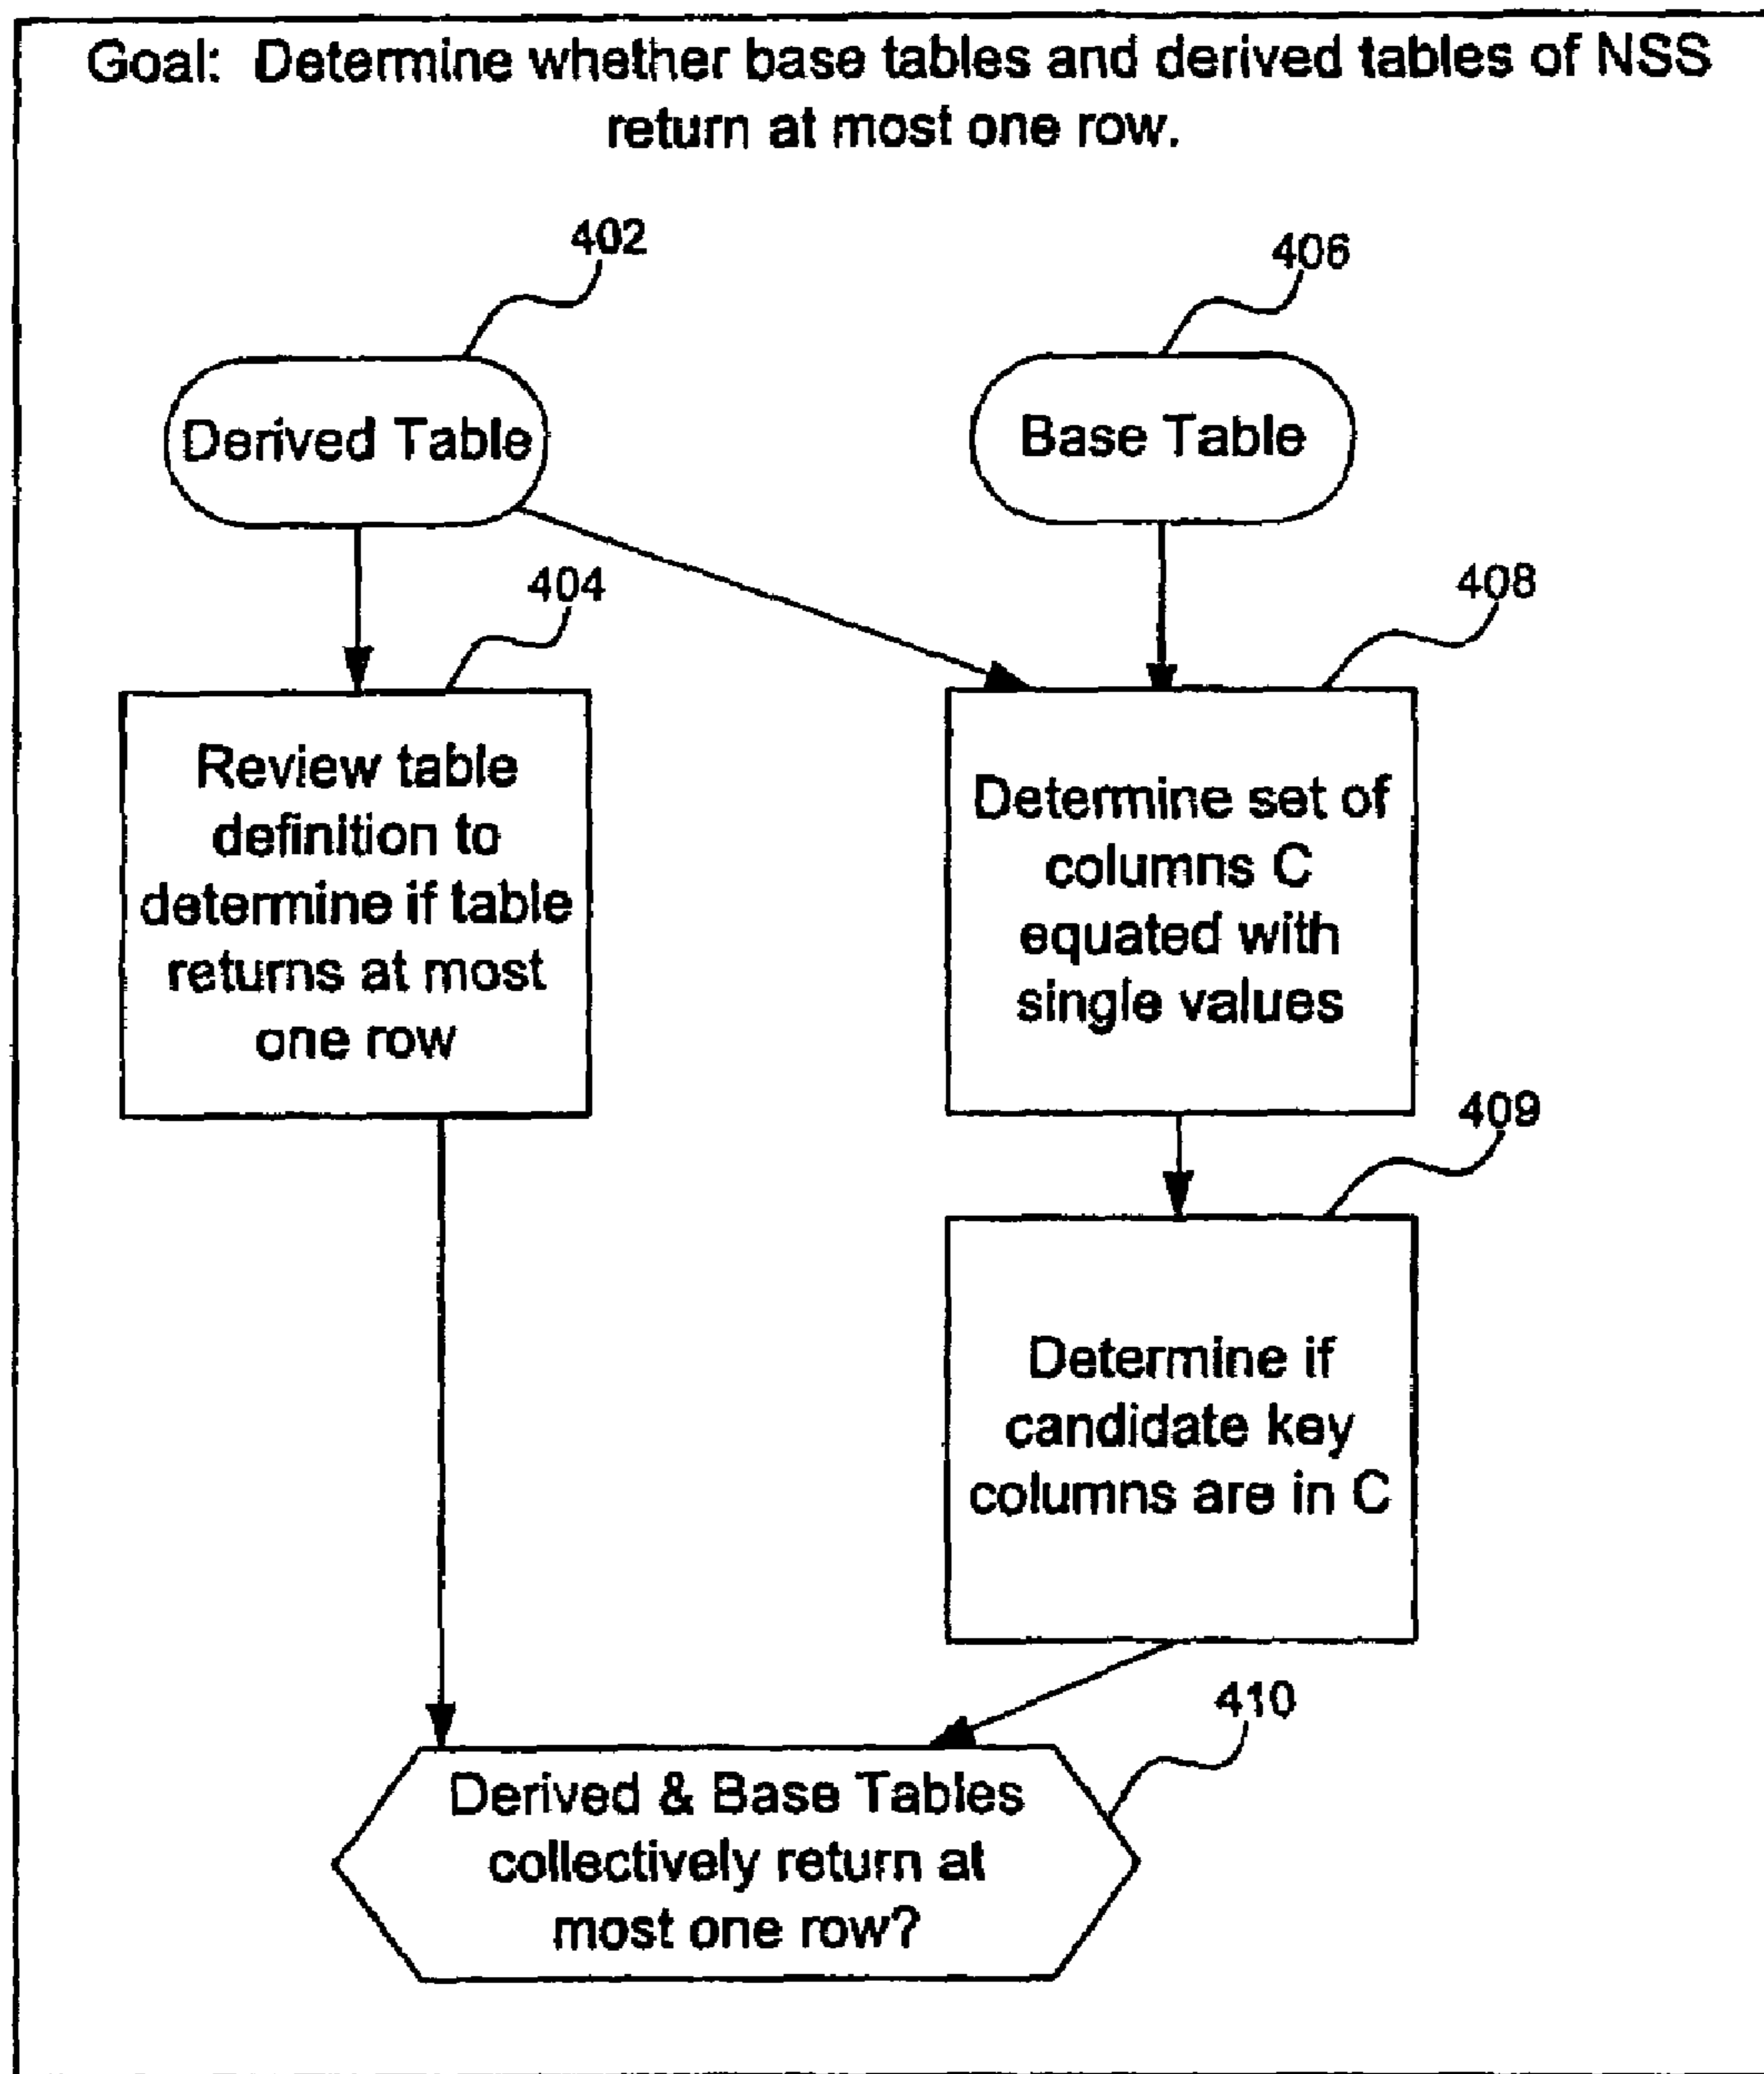 Goal: Determine whether base tables and derived tables of NSS
return at most one row.
402
406
Derived Table
Base Table
404
408
Review table
definition to
determine if table
returns at most
one row
Determine set of
columns C
equated with
single values
409
Determine if
candidate key
columns are in C
410
Derived & Base Tables
collectively return at
most one row?